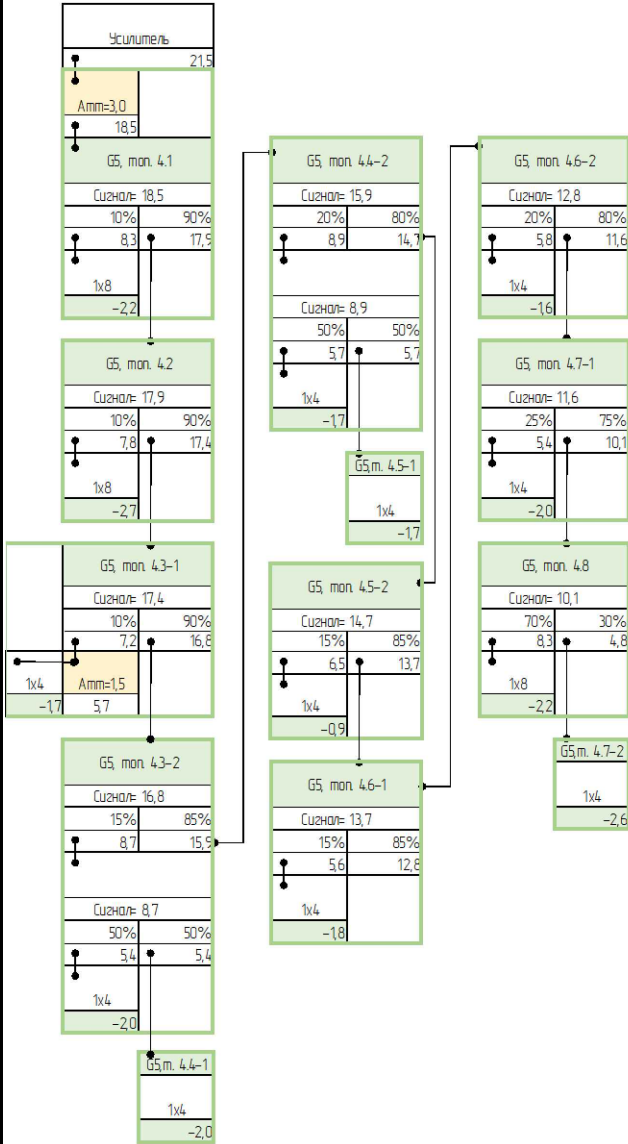 Усилитель
21,5
Атт=3,0
18,5
G5, топ. 4.1
Сигнал= 18,5
10% 90%
8,3 17,9
1x8
-2,2
G5, топ. 4.2
Сигнал= 17,9
10% 90%
7,8 17,4
1x8
-2,7
G5, топ. 4.3-1
Сигнал= 17,4
10% 90%
7,2 16,8
1x4 Атт=1,5
-1,7 5,7
G5, топ. 4.3-2
Сигнал= 16,8
15% 85%
8,7 15,9
Сигнал= 8,7
50% 50%
5,4 5,4
1x4
-2,0
G5,т. 4.4-1
1x4
-2,0
G5, топ. 4.4-2
Сигнал= 15,9
20% 80%
8,9 14,7
Сигнал= 8,9
50% 50%
5,7 5,7
1x4
-1,7
G5,т. 4.5-1
1x4
-1,7
G5, топ. 4.5-2
Сигнал= 14,7
15% 85%
6,5 13,7
1x4
-0,9
G5, топ. 4.6-1
Сигнал= 13,7
15% 85%
5,6 12,8
1x4
-1,8
G5, топ. 4.6-2
Сигнал= 12,8
20% 80%
5,8 11,6
1x4
-1,6
G5, топ. 4.7-1
Сигнал= 11,6
25% 75%
5,4 10,1
1x4
-2,0
G5, топ. 4.8
Сигнал= 10,1
70% 30%
8,3 4,8
1x8
-2,2
G5,т. 4.7-2
1x4
-2,6